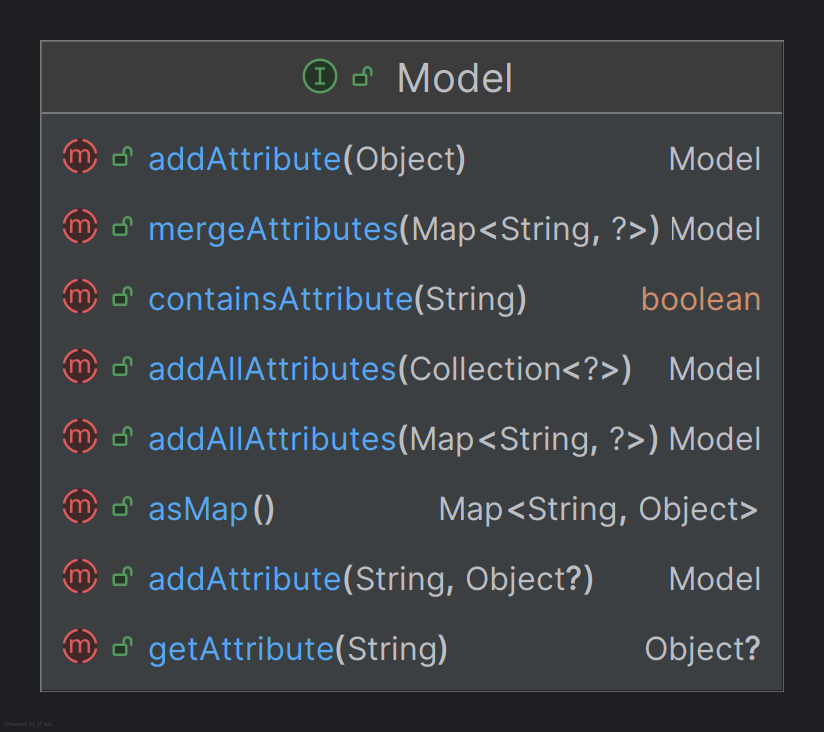 I Model
m addAttribute(Object) Model
m mergeAttributes(Map<String, ?>) Model
m containsAttribute(String) boolean
m addAllAttributes(Collection<?>) Model
m addAllAttributes(Map<String, ?>) Model
m asMap() Map<String, Object>
m addAttribute(String, Object?) Model
m getAttribute(String) Object?
Powered by yFiles